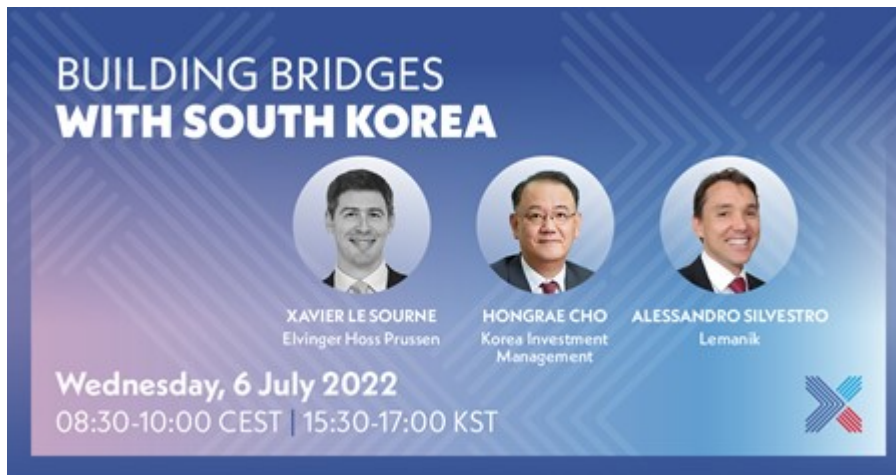 BUILDING BRIDGES
WITH SOUTH KOREA
XAVIER LE SOURNE
Elvinger Hoss Prussen
HONGRAE CHO
Korea Investment
Management
ALESSANDRO SILVESTRO
Lemanik
Wednesday, 6 July 2022
08:30-10:00 CEST | 15:30-17:00 KST